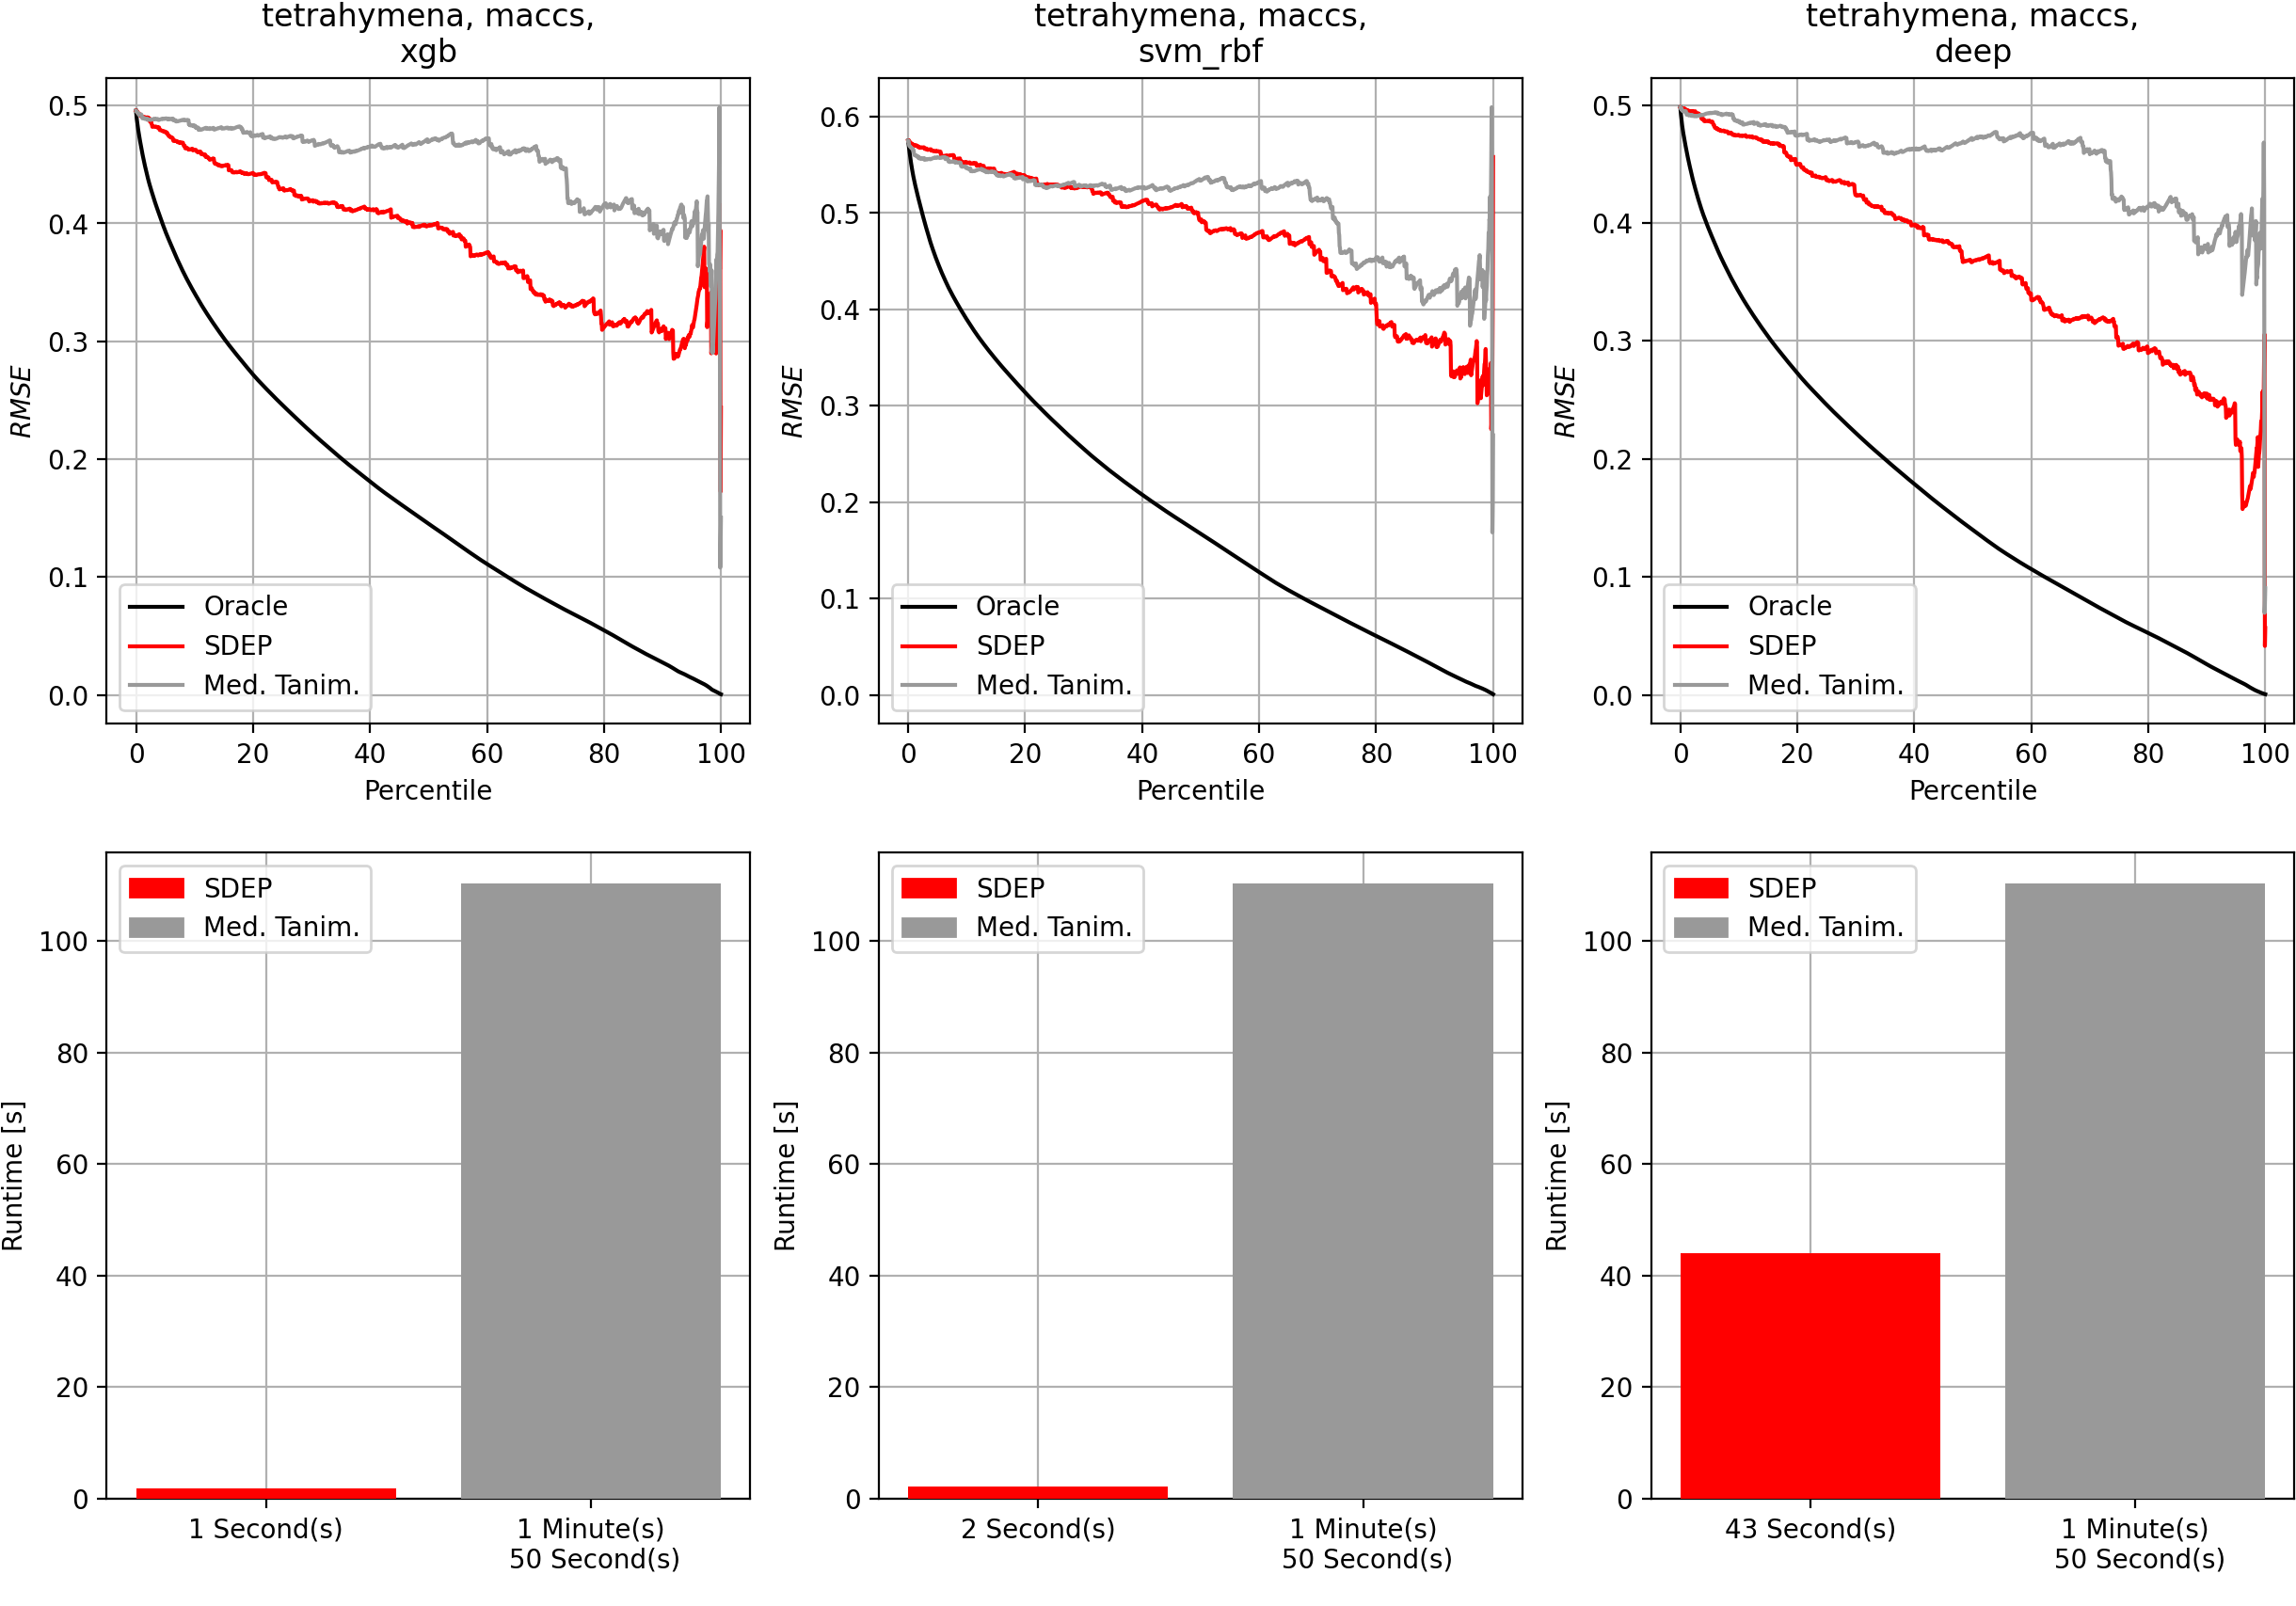 tetrahymena, maccs,
xgb
0.5
0.4
0.3
0.2
0.1
0.0
RMSE
Oracle
SDEP
Med. Tanim.
0 20 40 60 80 100
Percentile
tetrahymena, maccs,
svm_rbf
0.6
0.5
0.4
0.3
0.2
0.1
0.0
RMSE
Oracle
SDEP
Med. Tanim.
0 20 40 60 80 100
Percentile
tetrahymena, maccs,
deep
0.5
0.4
0.3
0.2
0.1
0.0
RMSE
Oracle
SDEP
Med. Tanim.
0 20 40 60 80 100
Percentile
SDEP
Med. Tanim.
100
80
60
40
20
0
Runtime [s]
1 Second(s)
1 Minute(s)
50 Second(s)
SDEP
Med. Tanim.
100
80
60
40
20
0
Runtime [s]
2 Second(s)
1 Minute(s)
50 Second(s)
SDEP
Med. Tanim.
100
80
60
40
20
0
Runtime [s]
43 Second(s)
1 Minute(s)
50 Second(s)